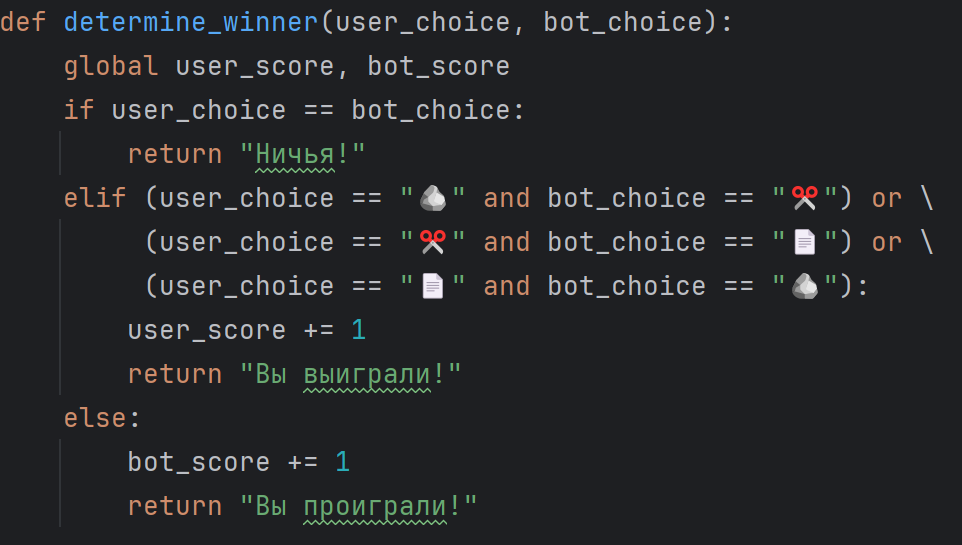 def determine_winner(user_choice, bot_choice):
    global user_score, bot_score
    if user_choice == bot_choice:
        return "Ничья!"
    elif (user_choice == "🪨" and bot_choice == "✂️") or \
         (user_choice == "✂️" and bot_choice == "📄") or \
         (user_choice == "📄" and bot_choice == "🪨"):
        user_score += 1
        return "Вы выиграли!"
    else:
        bot_score += 1
        return "Вы проиграли!"